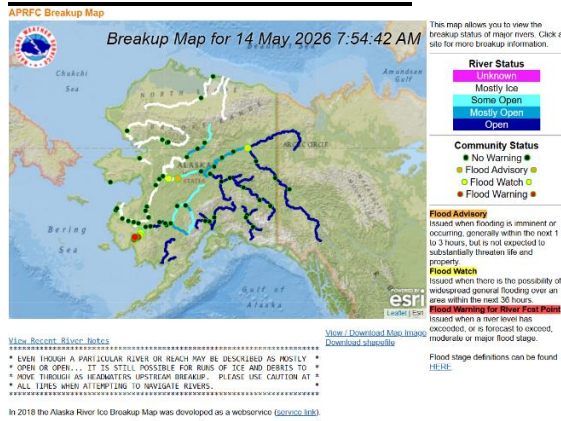 APRFC Breakup Map
Breakup Map for 14 May 2026 7:54:42 AM
Beaufort Sea
Chukchi
Sea
Amundsen
Gulf
NORTH
ARCTIC CIRCLE
ALASKA
STATES
Bering
Sea
Gulf of
Alaska
POWERED BY
esri
Leaflet | Esri
This map allows you to view the
breakup status of major rivers. Click a
site for more breakup information.
River Status
Unknown
Mostly Ice
Some Open
Mostly Open
Open
Community Status
No Warning
Flood Advisory
Flood Watch
Flood Warning
Flood Advisory
Issued when flooding is imminent or
occurring, generally within the next 1
to 3 hours, but is not expected to
substantially threaten life and
property.
Flood Watch
Issued when there is the possibility of
widespread general flooding over an
area within the next 36 hours.
Flood Warning for River Fcst Point
Issued when a river level has
exceeded, or is forecast to exceed,
moderate or major flood stage.
Flood stage definitions can be found
HERE
View / Download Map Image
Download shapefile
View Recent River Notes
******************************************************************
* EVEN THOUGH A PARTICULAR RIVER OR REACH MAY BE DESCRIBED AS MOSTLY *
* OPEN OR OPEN... IT IS STILL POSSIBLE FOR RUNS OF ICE AND DEBRIS TO *
* MOVE THROUGH AS HEADWATERS UPSTREAM BREAKUP. PLEASE USE CAUTION AT *
* ALL TIMES WHEN ATTEMPTING TO NAVIGATE RIVERS. *
******************************************************************
In 2018 the Alaska River Ice Breakup Map was developed as a webservice (service link).